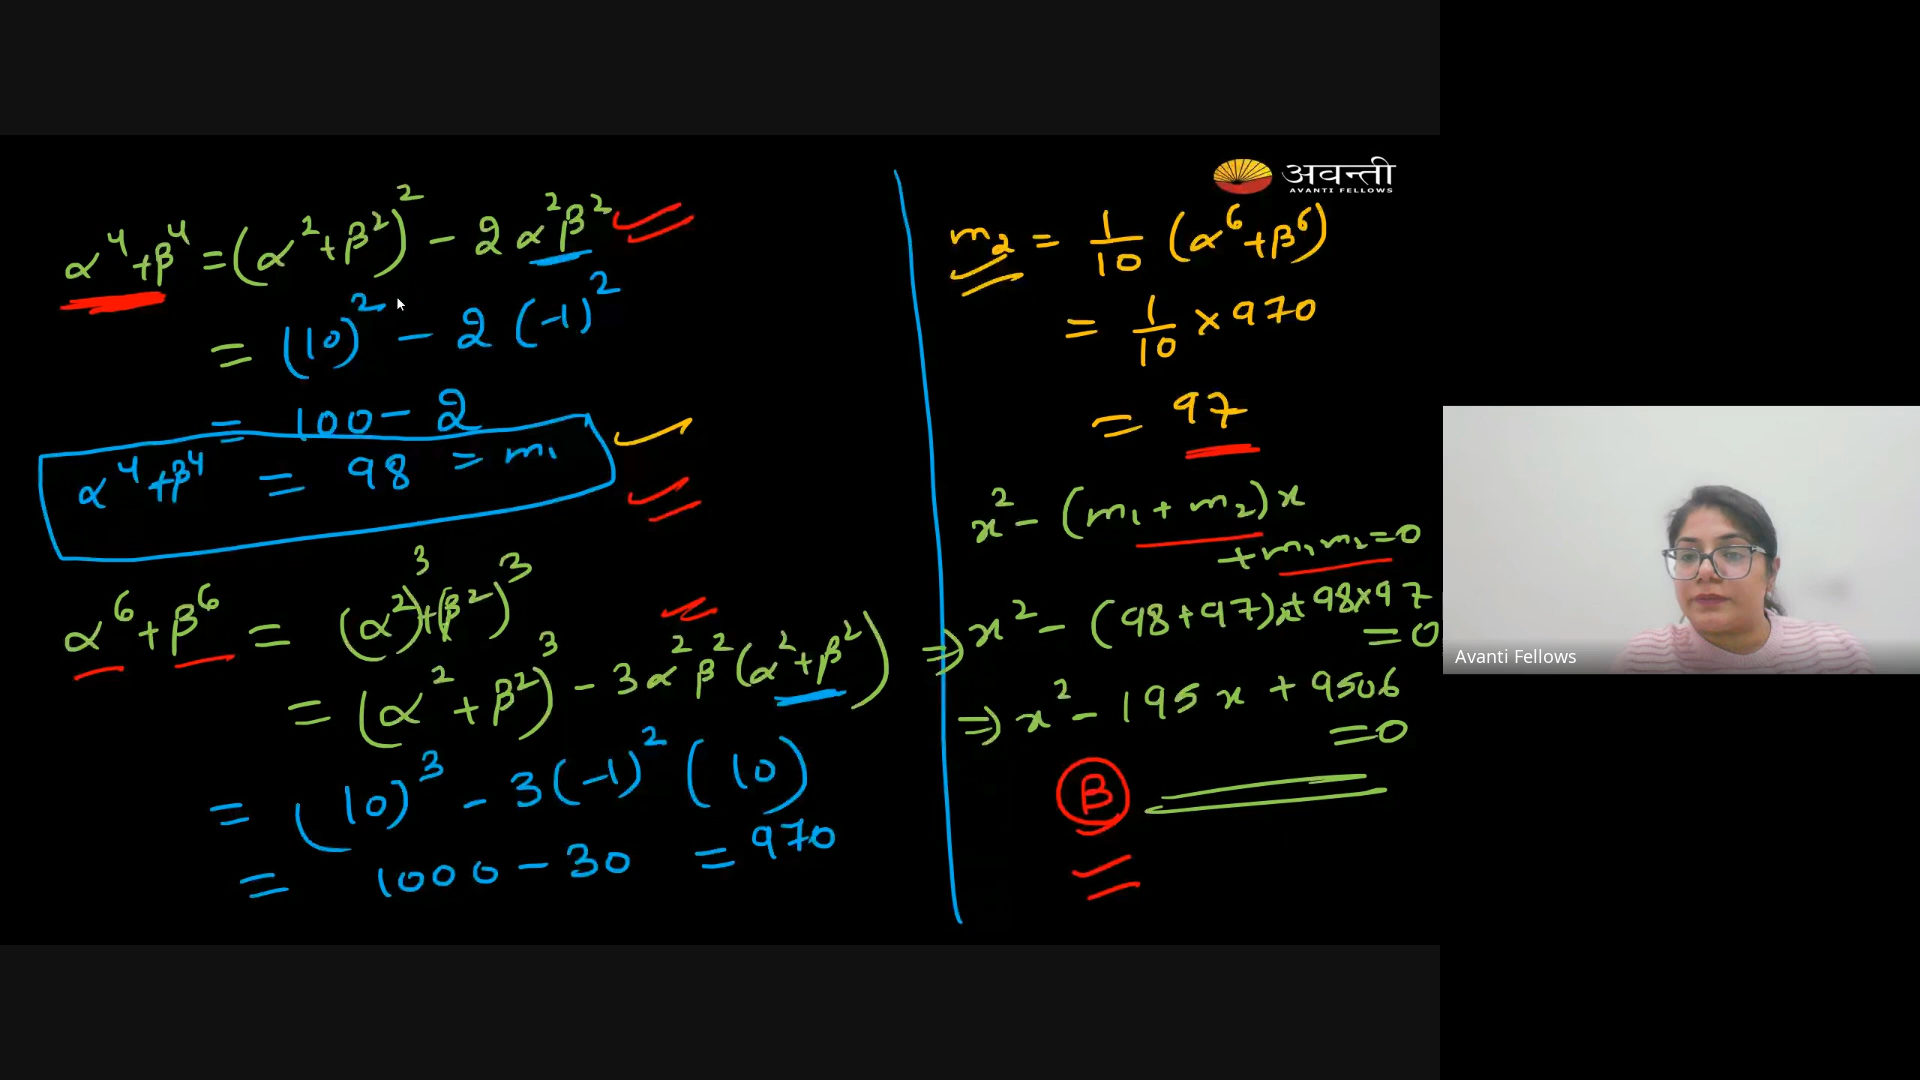 α⁴+β⁴ = (α²+β²)² - 2α²β²
= (10)² - 2(-1)²
= 100 - 2
α⁴+β⁴ = 98 = m₁
α⁶+β⁶ = (α²)³+(β²)³
= (α²+β²)³ - 3α²β²(α²+β²)
= (10)³ - 3(-1)²(10)
= 1000 - 30 = 970
अवन्ती
AVANTI FELLOWS
m₂ = 1/10 (α⁶+β⁶)
= 1/10 × 970
= 97
x² - (m₁+m₂)x
+m₁m₂=0
⇒ x² - (98+97)x+98×97
=0
⇒ x² - 195x + 9506
=0
B
Avanti Fellows